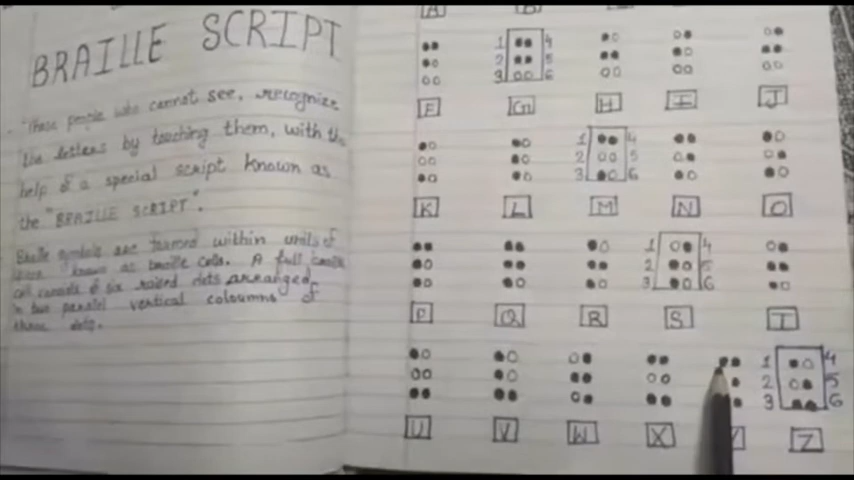 BRAILLE SCRIPT
"Those people who cannot see, recognize
the letters by touching them, with the
help of a special script known as
the "BRAILLE SCRIPT".
Braille symbols are formed within units of
space known as braille cells. A full braille
cell consists of six raised dots arranged
in two parallel vertical coloumns of
three dots.
A B
1 4
2 5
3 6
F G H I J
1 4
2 5
3 6
K L M N O
1 4
2 5
3 6
P Q R S T
1 4
2 5
3 6
U V W X Y Z